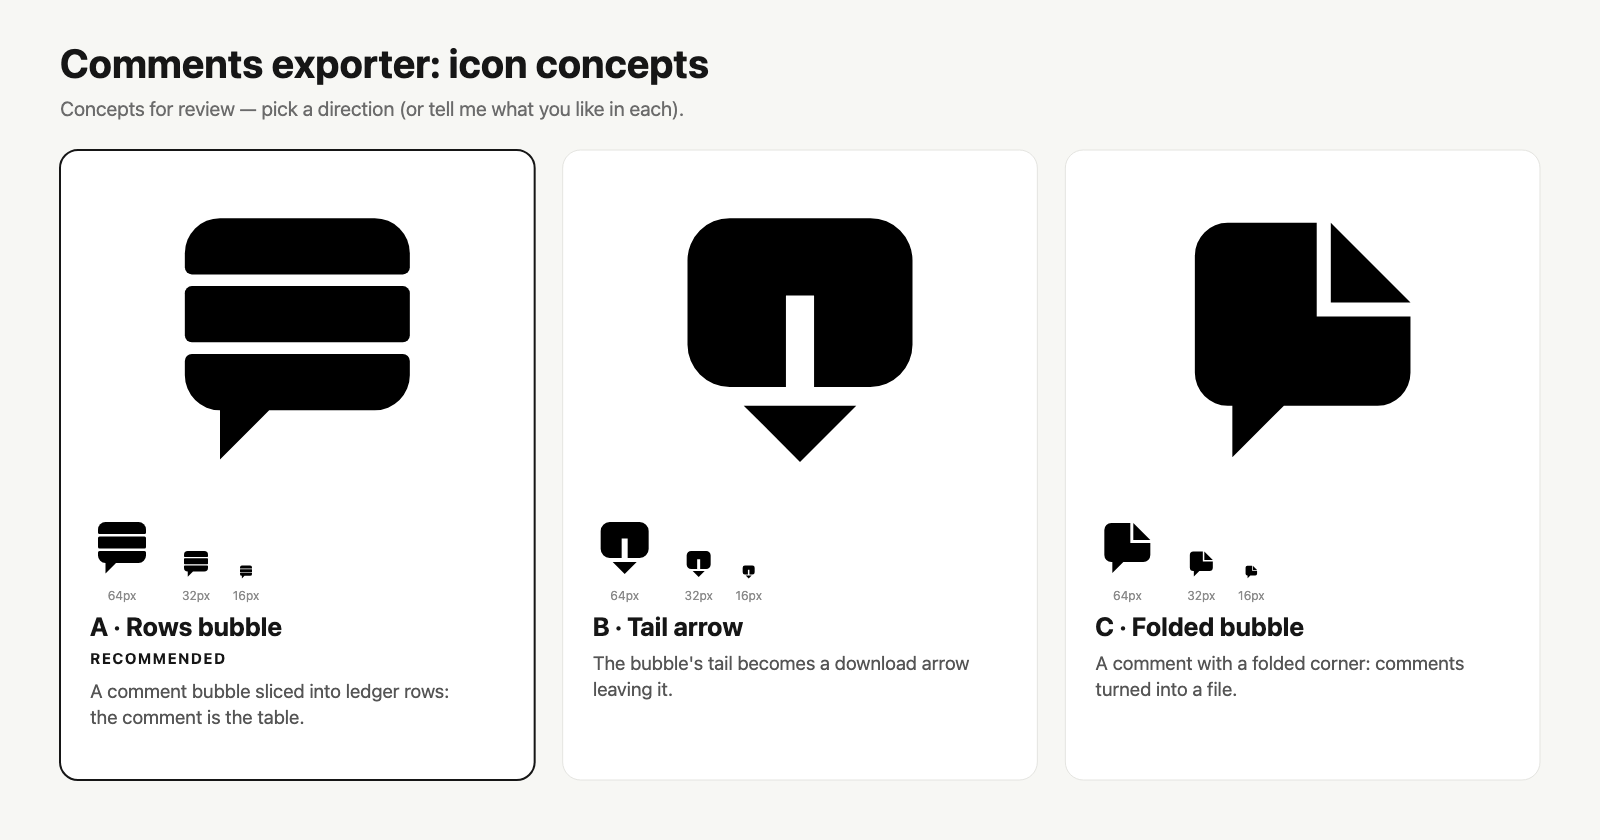 Comments exporter: icon concepts
Concepts for review — pick a direction (or tell me what you like in each).
64px 32px 16px
A · Rows bubble
RECOMMENDED
A comment bubble sliced into ledger rows:
the comment is the table.
64px 32px 16px
B · Tail arrow
The bubble's tail becomes a download arrow
leaving it.
64px 32px 16px
C · Folded bubble
A comment with a folded corner: comments
turned into a file.